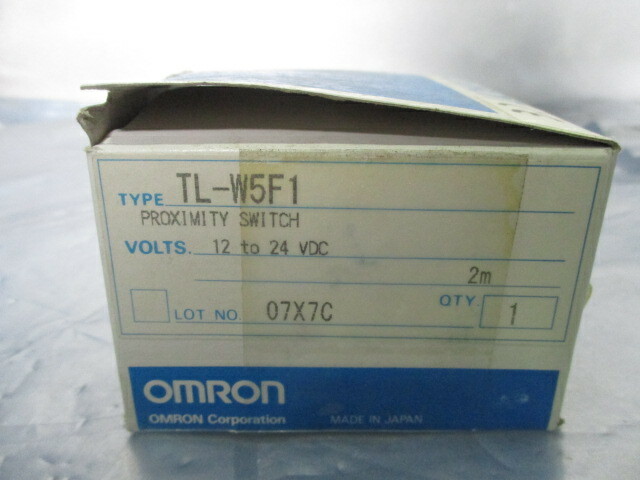 TYPE TL-W5F1
PROXIMITY SWITCH
VOLTS. 12 to 24 VDC
2m
LOT NO. 07X7C QTY. 1
OMRON
OMRON Corporation MADE IN JAPAN